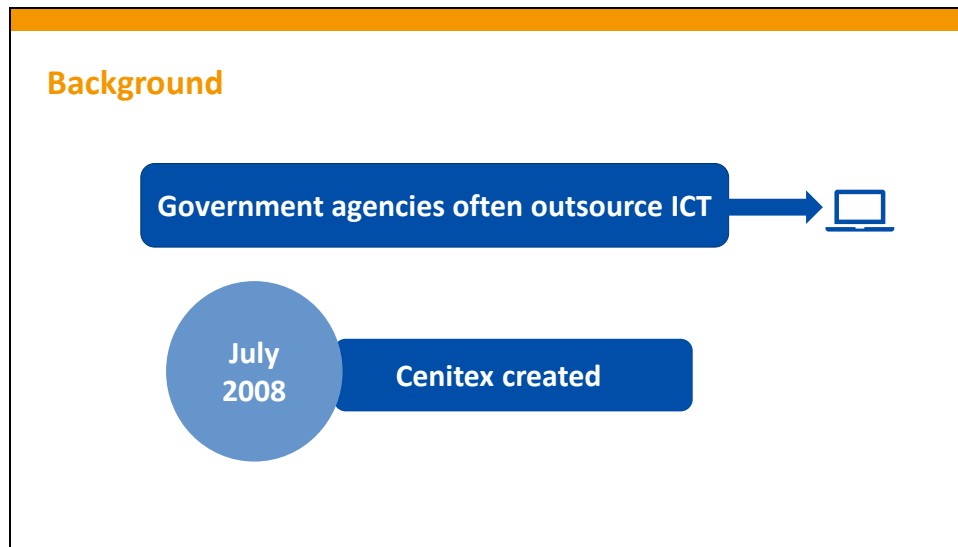 Background
Government agencies often outsource ICT
July
2008
Cenitex created